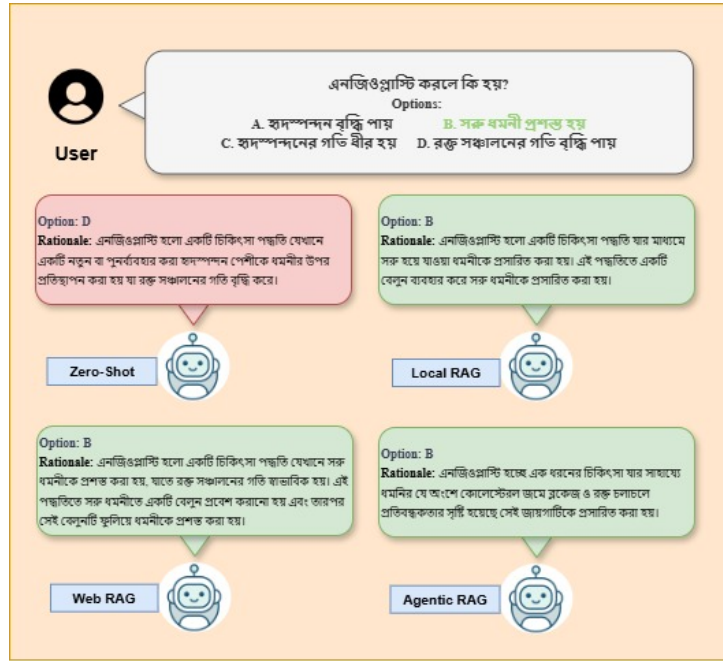 এনজিওপ্লাস্টি করলে কি হয়?
Options:
A. হৃদস্পন্দন বৃদ্ধি পায় B. সরু ধমনী প্রশস্ত হয়
C. হৃদস্পন্দনের গতি ধীর হয় D. রক্ত সঞ্চালনের গতি বৃদ্ধি পায়
User
Option: D
Rationale: এনজিওপ্লাস্টি হলো একটি চিকিৎসা পদ্ধতি যেখানে
একটি নতুন বা পুনর্ব্যবহার করা হৃদস্পন্দন পেশীকে ধমনীর উপর
প্রতিস্থাপন করা হয় যা রক্ত সঞ্চালনের গতি বৃদ্ধি করে।
Zero-Shot
Option: B
Rationale: এনজিওপ্লাস্টি হলো একটি চিকিৎসা পদ্ধতি যার মাধ্যমে
সরু হয়ে যাওয়া ধমনীকে প্রসারিত করা হয়। এই পদ্ধতিতে একটি
বেলুন ব্যবহার করে সরু ধমনীকে প্রসারিত করা হয়।
Local RAG
Option: B
Rationale: এনজিওপ্লাস্টি হলো একটি চিকিৎসা পদ্ধতি যেখানে সরু
ধমনীকে প্রশস্ত করা হয়, যাতে রক্ত সঞ্চালনের গতি স্বাভাবিক হয়। এই
পদ্ধতিতে সরু ধমনীতে একটি বেলুন প্রবেশ করানো হয় এবং তারপর
সেই বেলুনটি ফুলিয়ে ধমনীকে প্রশস্ত করা হয়।
Web RAG
Option: B
Rationale: এনজিওপ্লাস্টি হচ্ছে এক ধরনের চিকিৎসা যার সাহায্যে
ধমনির যে অংশে কোলেস্টেরল জমে ব্লকেজ ও রক্ত চলাচলে
প্রতিবন্ধকতার সৃষ্টি হয়েছে সেই জায়গাটিকে প্রসারিত করা হয়।
Agentic RAG